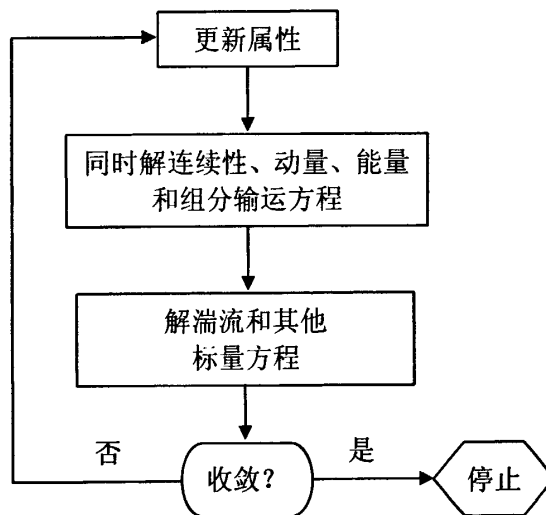 更新属性
同时解连续性、动量、能量
和组分输运方程
解湍流和其他
标量方程
否
收敛?
是
停止